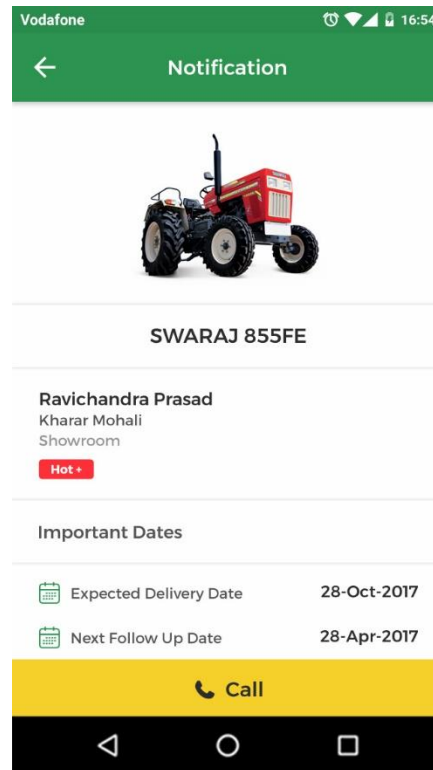 Vodafone 16:54
Notification
SWARAJ 855FE
Ravichandra Prasad
Kharar Mohali
Showroom
Hot +
Important Dates
Expected Delivery Date 28-Oct-2017
Next Follow Up Date 28-Apr-2017
Call